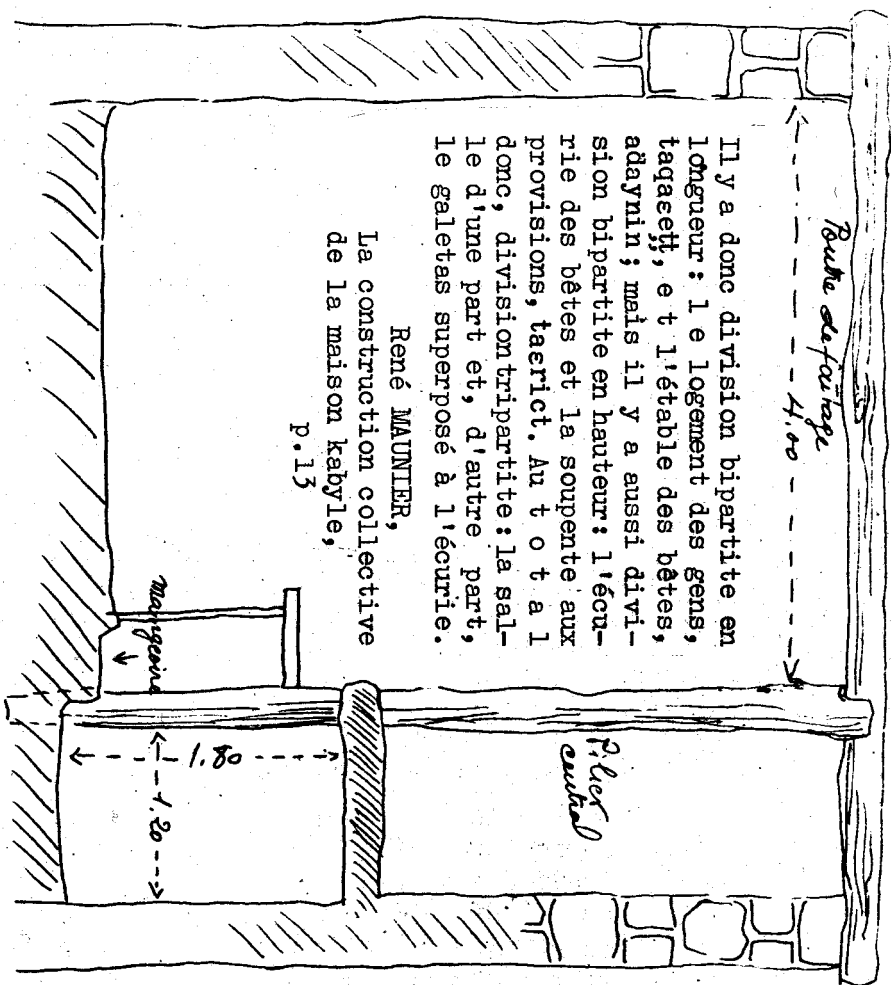 Poutre de faîtage
4.00
Il y a donc division bipartite en
longueur : l e logement des gens,
taqaɛeţţ, e t l'étable des bêtes,
adaynin ; mais il y a aussi divi-
sion bipartite en hauteur : l'écu-
rie des bêtes et la soupente aux
provisions, taɛrict. Au t o t a l
donc, division tripartite : la sal-
le d'une part et, d'autre part,
le galetas superposé à l'écurie.
René MAUNIER,
La construction collective
de la maison kabyle,
p.13
Pilier
central
mangeoire
1.80
1.20